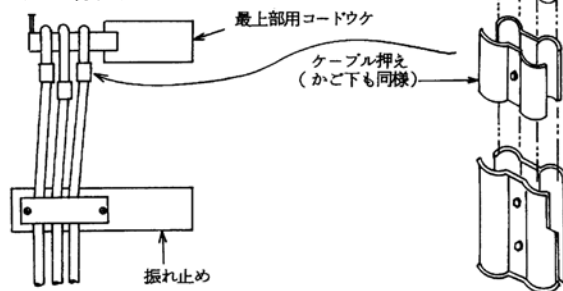 最上部用コードウケ
ケーブル押え
(かご下も同様)
振れ止め